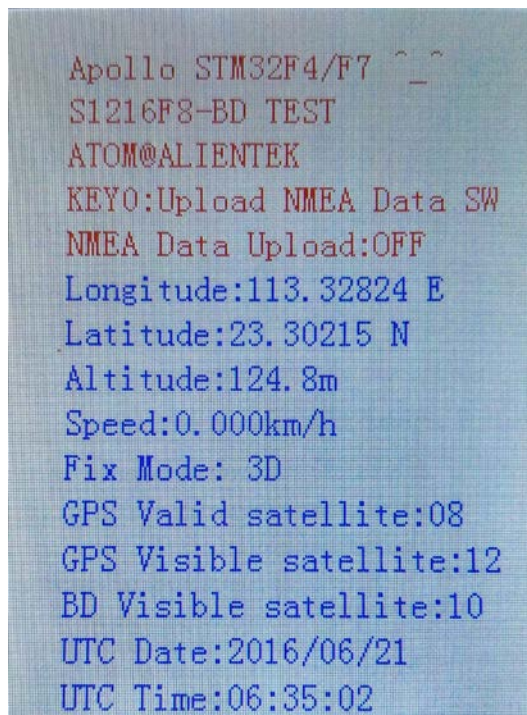 Apollo STM32F4/F7 ^_^
S1216F8-BD TEST
ATOM@ALIENTEK
KEY0:Upload NMEA Data SW
NMEA Data Upload:OFF
Longitude:113.32824 E
Latitude:23.30215 N
Altitude:124.8m
Speed:0.000km/h
Fix Mode: 3D
GPS Valid satellite:08
GPS Visible satellite:12
BD Visible satellite:10
UTC Date:2016/06/21
UTC Time:06:35:02